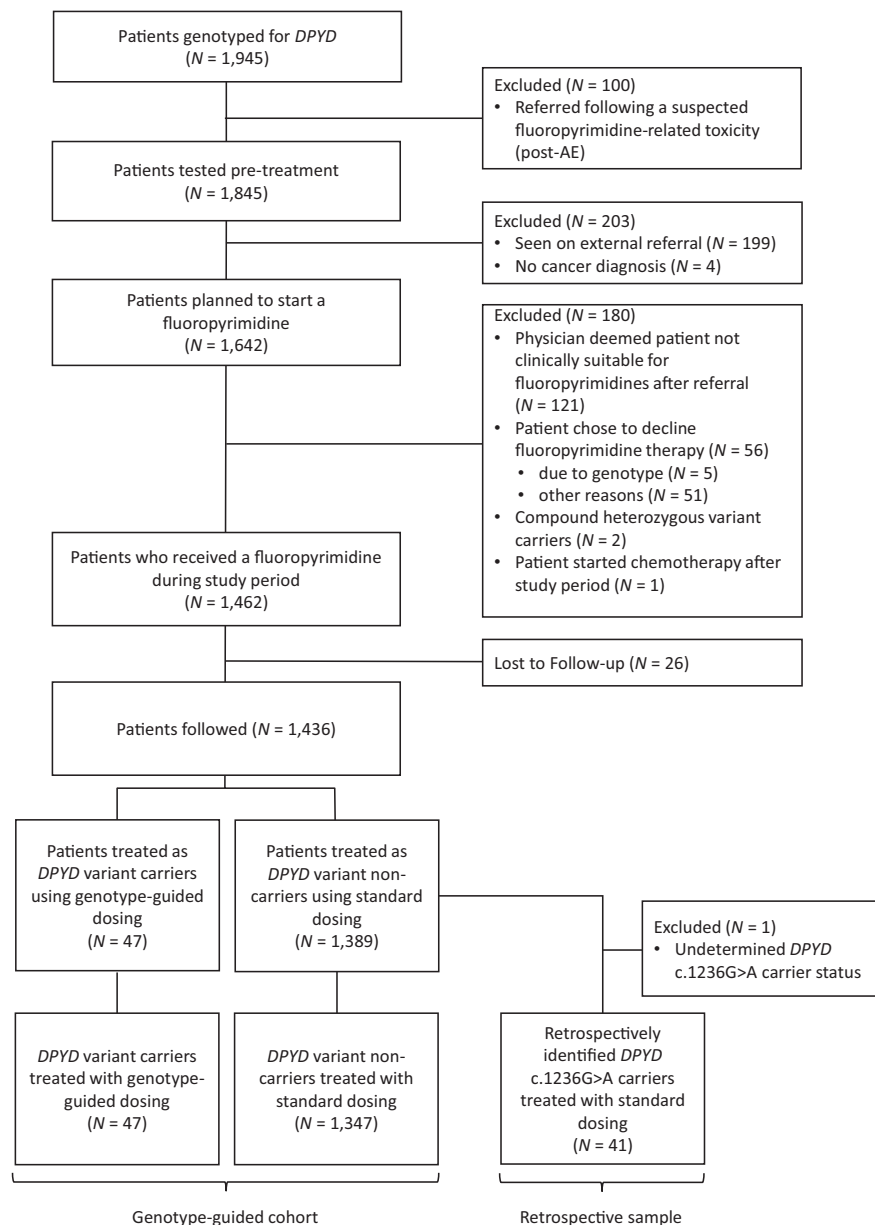 Patients genotyped for DPYD
(N = 1,945)
Excluded (N = 100)
• Referred following a suspected
fluoropyrimidine-related toxicity
(post-AE)
Patients tested pre-treatment
(N = 1,845)
Excluded (N = 203)
• Seen on external referral (N = 199)
• No cancer diagnosis (N = 4)
Patients planned to start a
fluoropyrimidine
(N = 1,642)
Excluded (N = 180)
• Physician deemed patient not
clinically suitable for
fluoropyrimidines after referral
(N = 121)
• Patient chose to decline
fluoropyrimidine therapy (N = 56)
• due to genotype (N = 5)
• other reasons (N = 51)
• Compound heterozygous variant
carriers (N = 2)
• Patient started chemotherapy after
study period (N = 1)
Patients who received a fluoropyrimidine
during study period
(N = 1,462)
Lost to Follow-up (N = 26)
Patients followed (N = 1,436)
Patients treated as
DPYD variant carriers
using genotype-guided
dosing
(N = 47)
Patients treated as
DPYD variant non-
carriers using standard
dosing
(N = 1,389)
Excluded (N = 1)
• Undetermined DPYD
c.1236G>A carrier status
DPYD variant carriers
treated with genotype-
guided dosing
(N = 47)
DPYD variant non-
carriers treated with
standard dosing
(N = 1,347)
Retrospectively
identified DPYD
c.1236G>A carriers
treated with standard
dosing
(N = 41)
Genotype-guided cohort
Retrospective sample